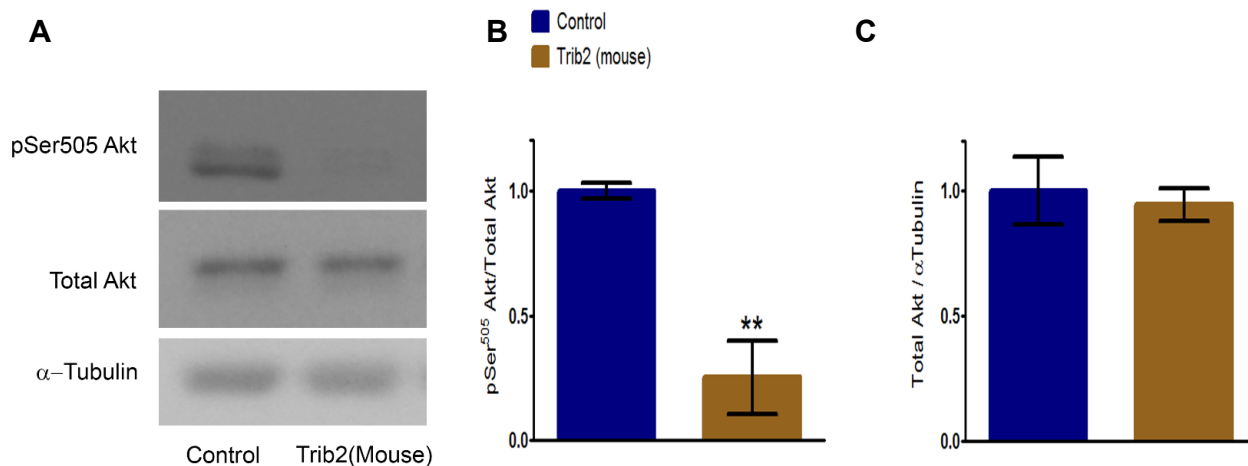 A
pSer505 Akt
Total Akt
α−Tubulin
Control Trib2(Mouse)
B
Control
Trib2 (mouse)
pSer⁵⁰⁵ Akt/Total Akt
1.0
0.5
0.0
**
C
Total Akt / αTubulin
1.0
0.5
0.0